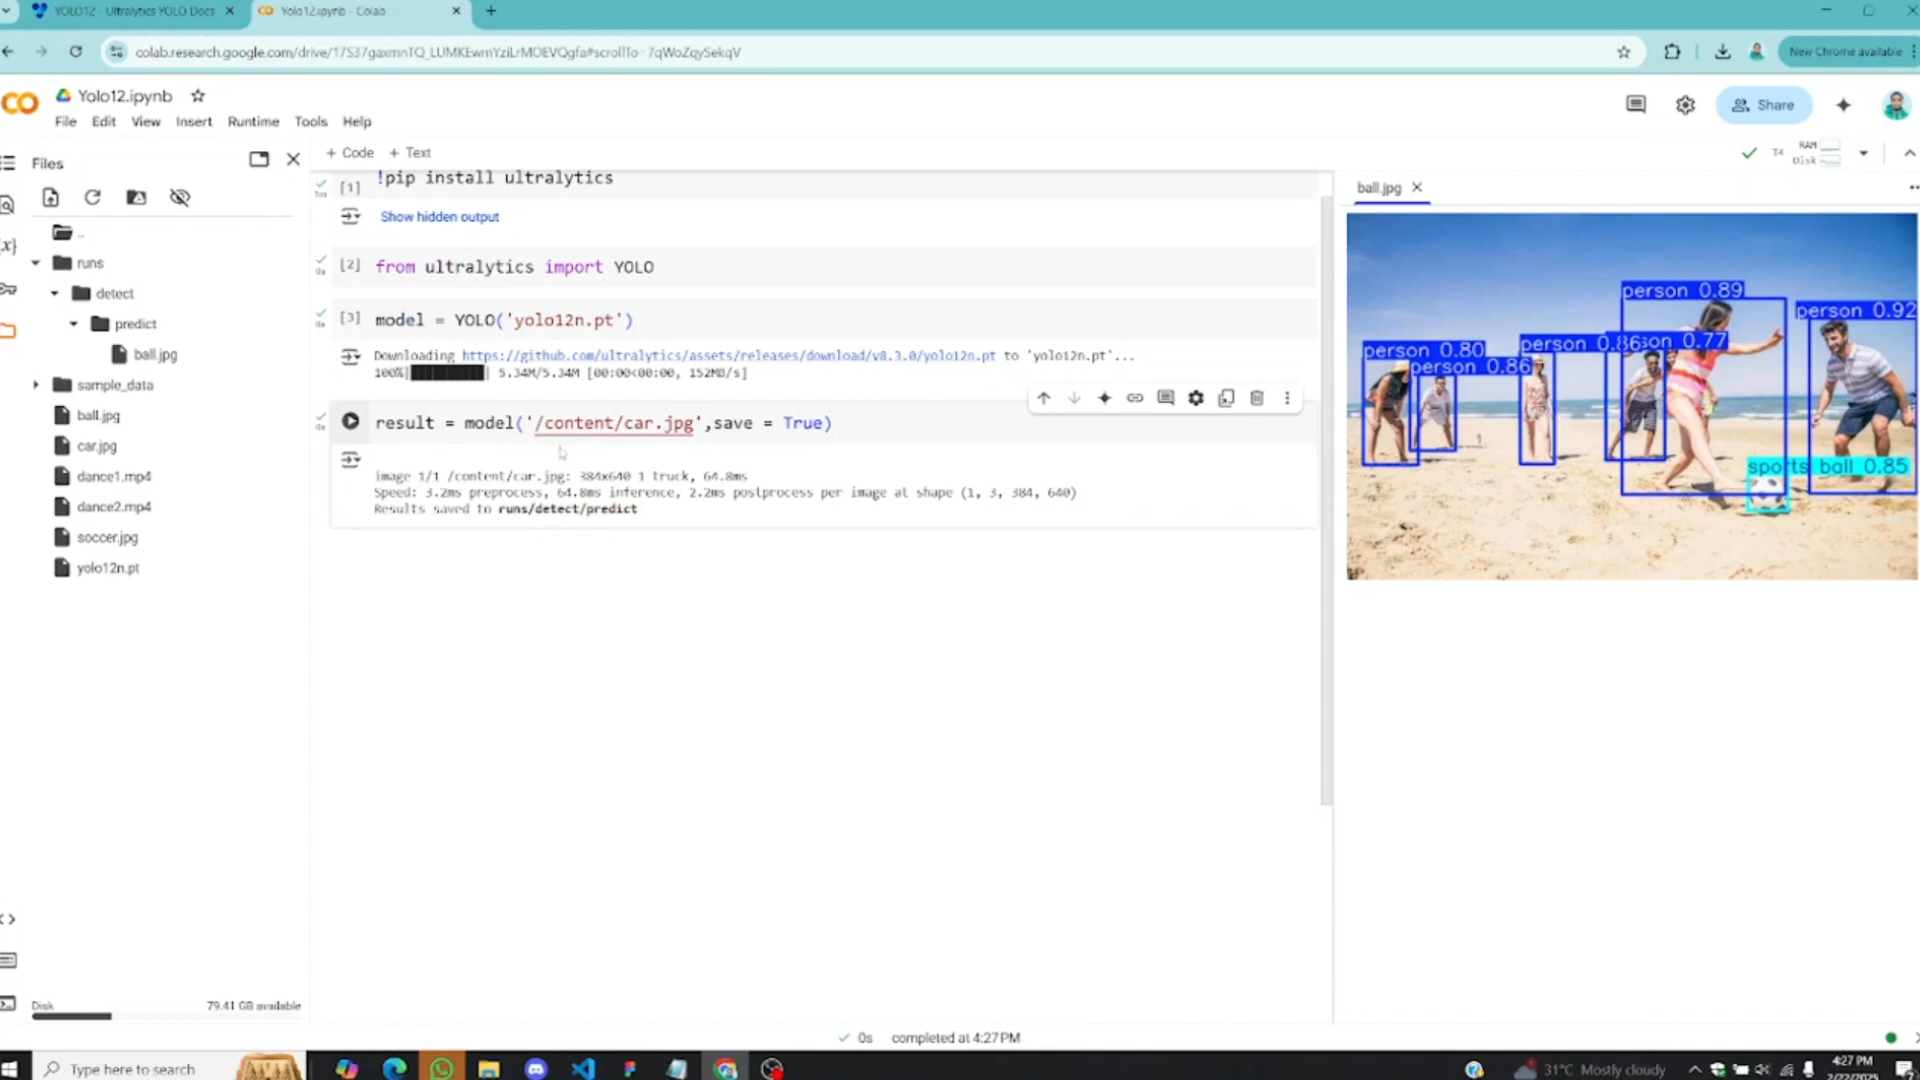 YOLO12 - Ultralytics YOLO Docs
Yolo12.ipynb - Colab
New Chrome available
Yolo12.ipynb
File Edit View Insert Runtime Tools Help
Share
Files
+ Code + Text
T4 RAM
Disk
..
runs
detect
predict
ball.jpg
sample_data
ball.jpg
car.jpg
dance1.mp4
dance2.mp4
soccer.jpg
yolo12n.pt
Disk 79.41 GB available
[1] !pip install ultralytics
Show hidden output
[2] from ultralytics import YOLO
[3] model = YOLO('yolo12n.pt')
Downloading https://github.com/ultralytics/assets/releases/download/v8.3.0/yolo12n.pt to 'yolo12n.pt'...
100%| 5.34M/5.34M [00:00<00:00, 152MB/s]
result = model('/content/car.jpg',save = True)
image 1/1 /content/car.jpg: 384x640 1 truck, 64.8ms
Speed: 3.2ms preprocess, 64.8ms inference, 2.2ms postprocess per image at shape (1, 3, 384, 640)
Results saved to runs/detect/predict
ball.jpg
person 0.89
person 0.92
person 0.80
person 0.86
person 0.86
son 0.77
sports ball 0.85
0s completed at 4:27 PM
Type here to search
31°C Mostly cloudy
4:27 PM